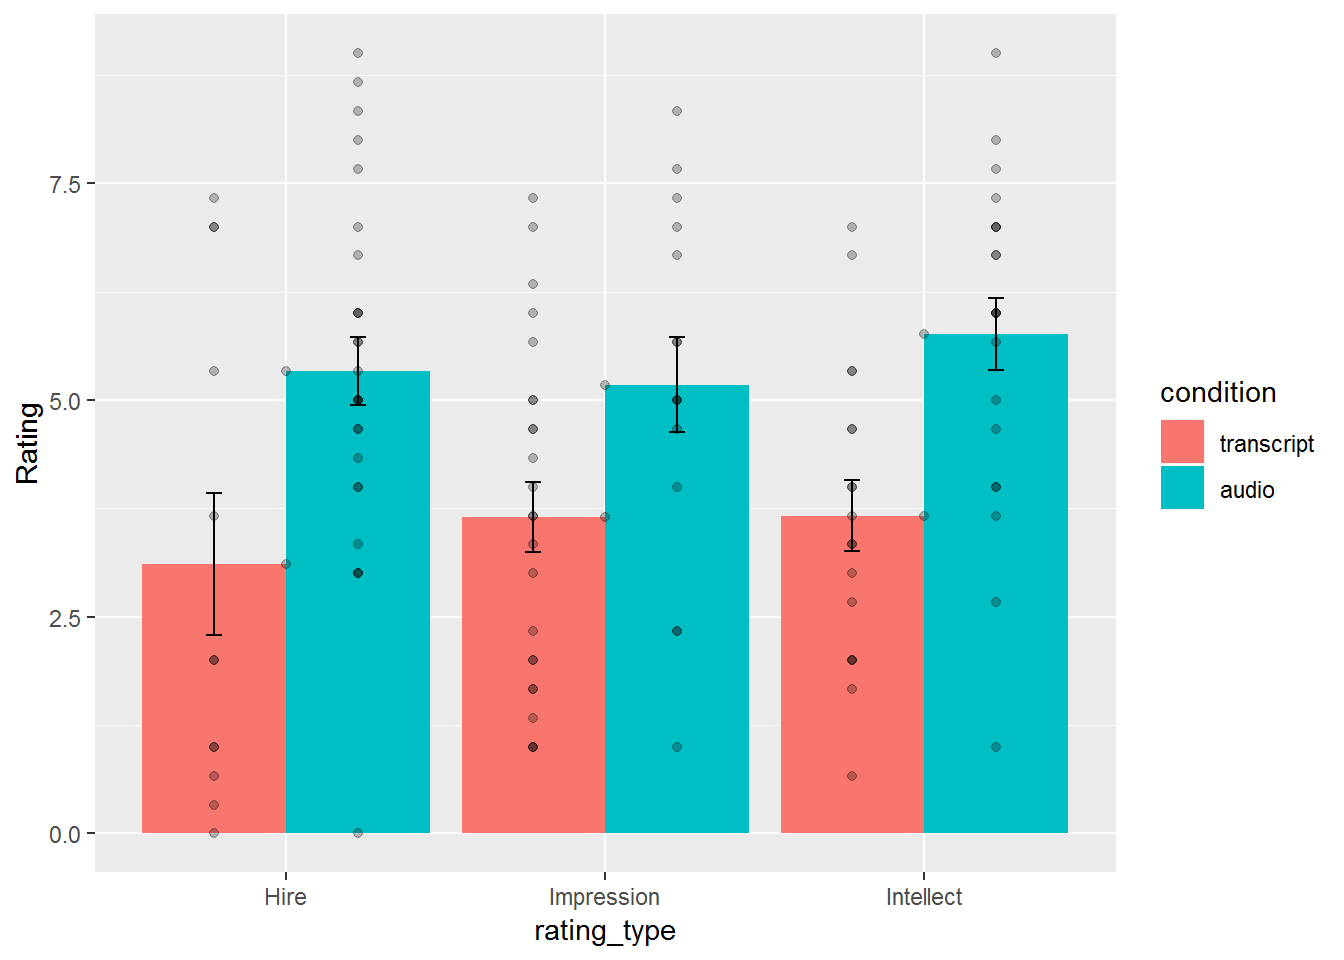 7.5
5.0
2.5
0.0
Rating
Hire
Impression
Intellect
rating_type
condition
transcript
audio